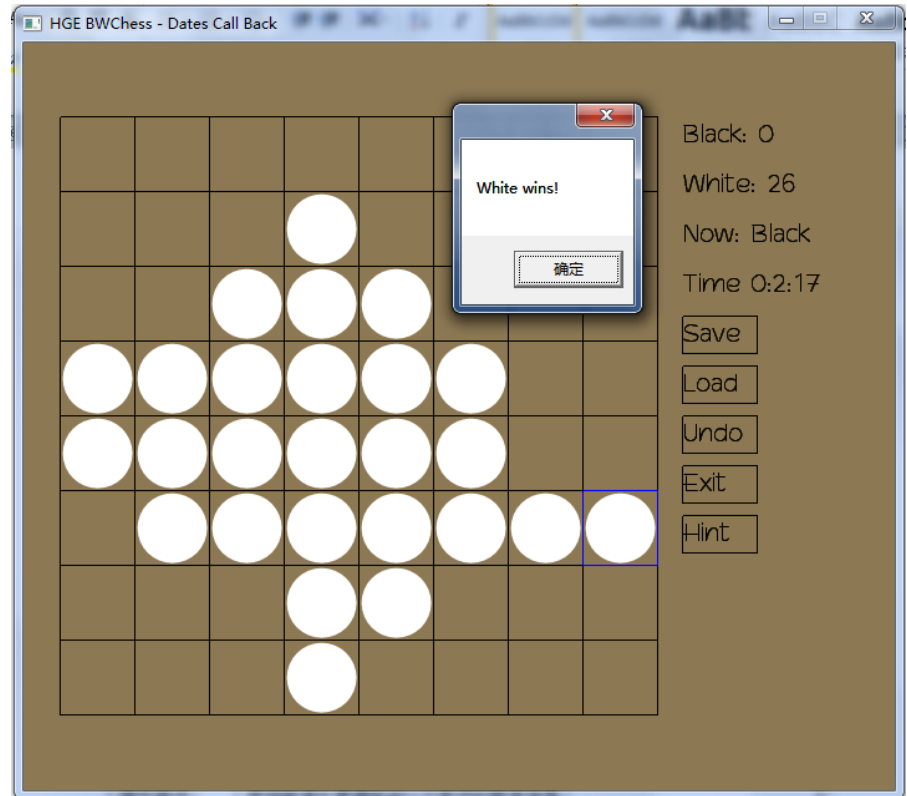 HGE BWChess - Dates Call Back
White wins!
确定
Black: 0
White: 26
Now: Black
Time 0:2:17
Save
Load
Undo
Exit
Hint